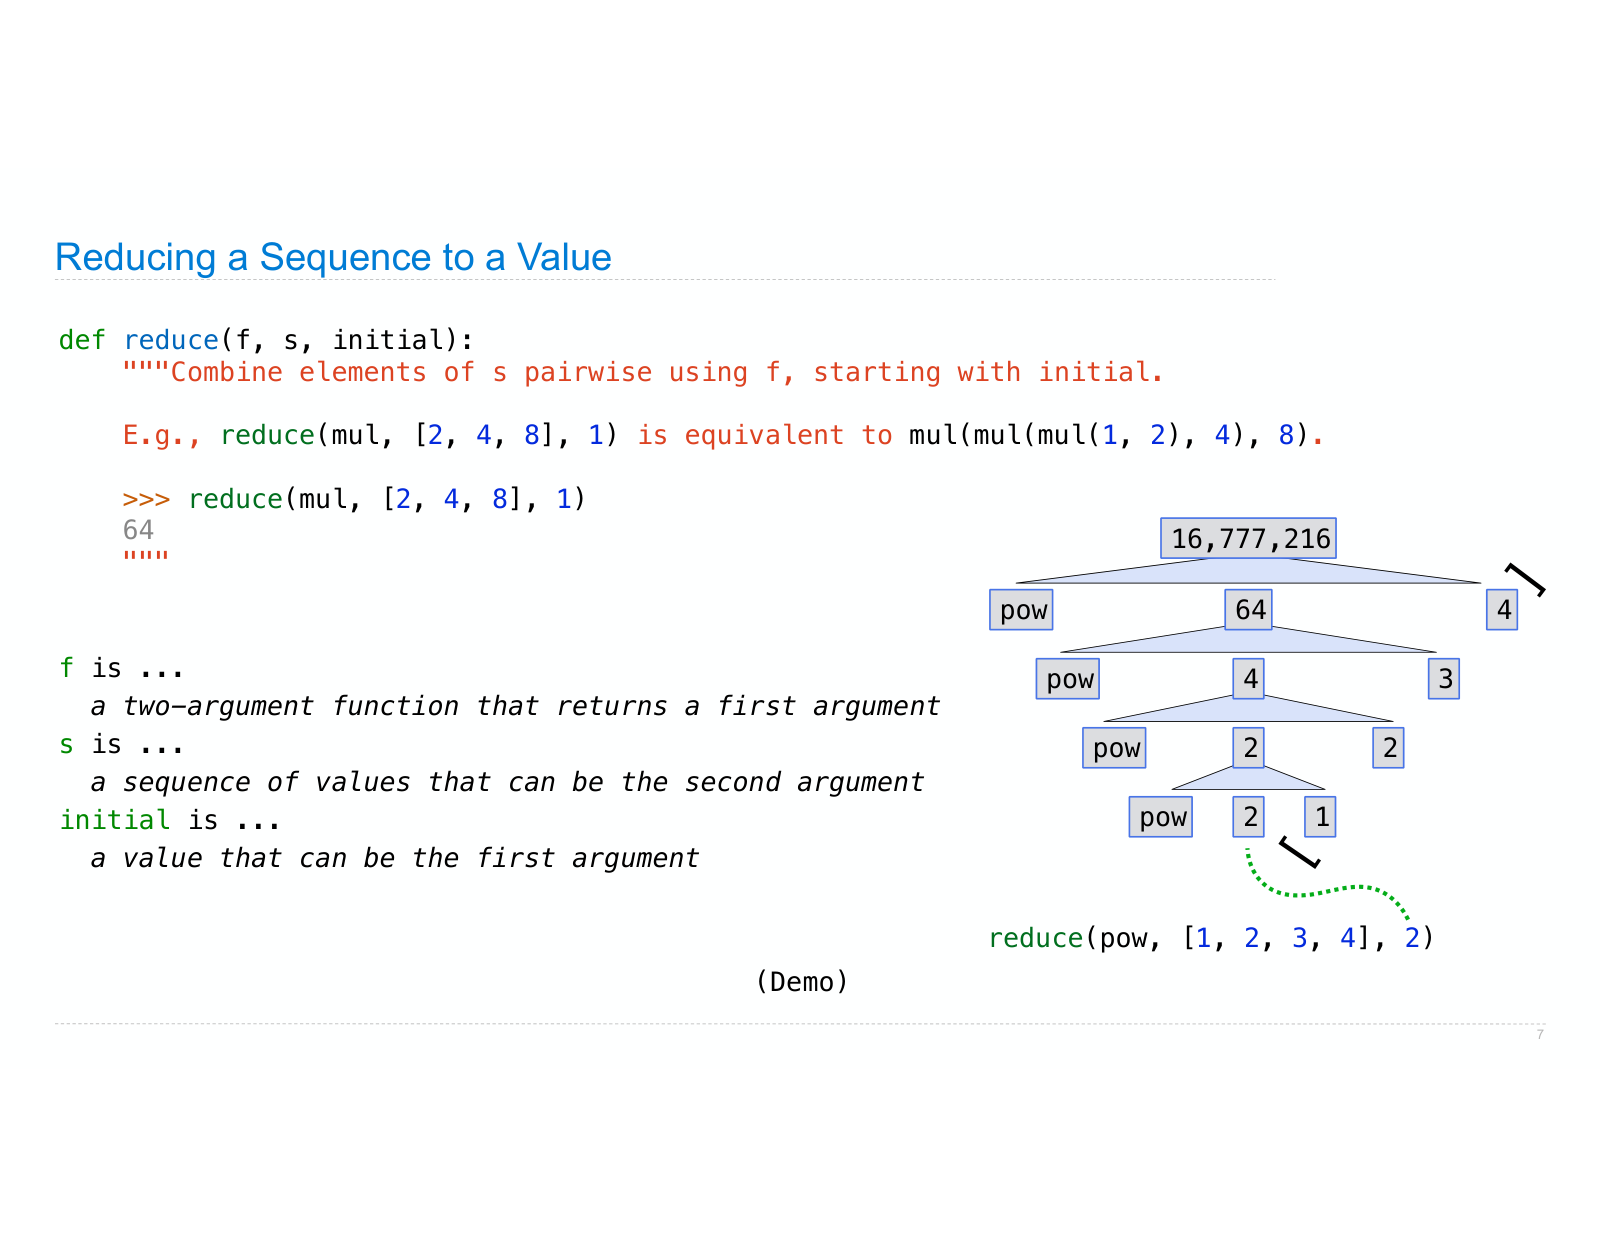 Reducing a Sequence to a Value
def reduce(f, s, initial):
"""Combine elements of s pairwise using f, starting with initial.
E.g., reduce(mul, [2, 4, 8], 1) is equivalent to mul(mul(mul(1, 2), 4), 8).
>>> reduce(mul, [2, 4, 8], 1)
64
"""
f is ...
a two-argument function that returns a first argument
s is ...
a sequence of values that can be the second argument
initial is ...
a value that can be the first argument
16,777,216
]
pow 64 4
pow 4 3
pow 2 2
pow 2 1
[
reduce(pow, [1, 2, 3, 4], 2)
(Demo)
7